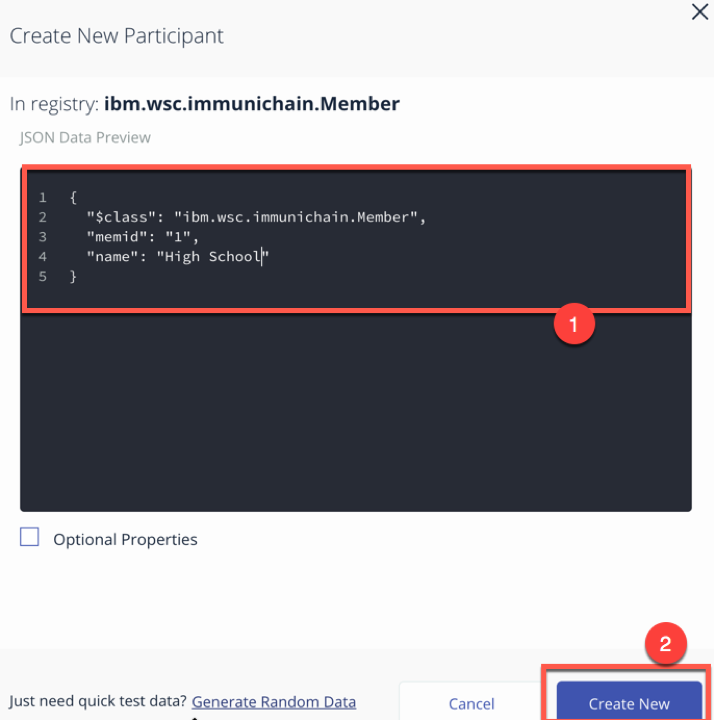 Create New Participant
In registry: ibm.wsc.immunichain.Member
JSON Data Preview
1 {
2 "$class": "ibm.wsc.immunichain.Member",
3 "memid": "1",
4 "name": "High School"
5 }
1
Optional Properties
2
Just need quick test data? Generate Random Data Cancel Create New